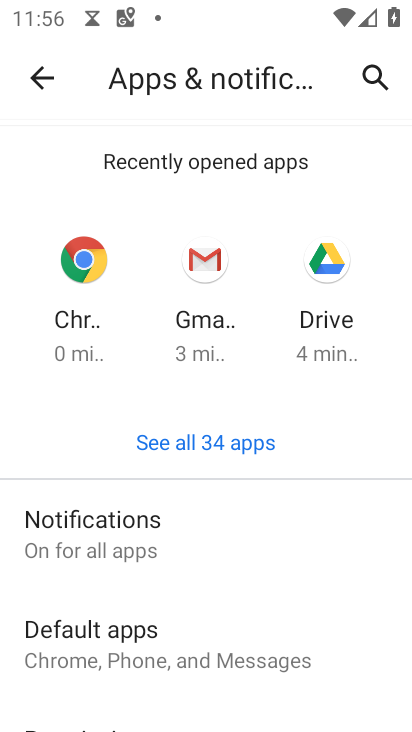 11:56
Apps & notific...
Recently opened apps
Chr.. Gma.. Drive
0 mi.. 3 mi.. 4 min..
See all 34 apps
Notifications
On for all apps
Default apps
Chrome, Phone, and Messages